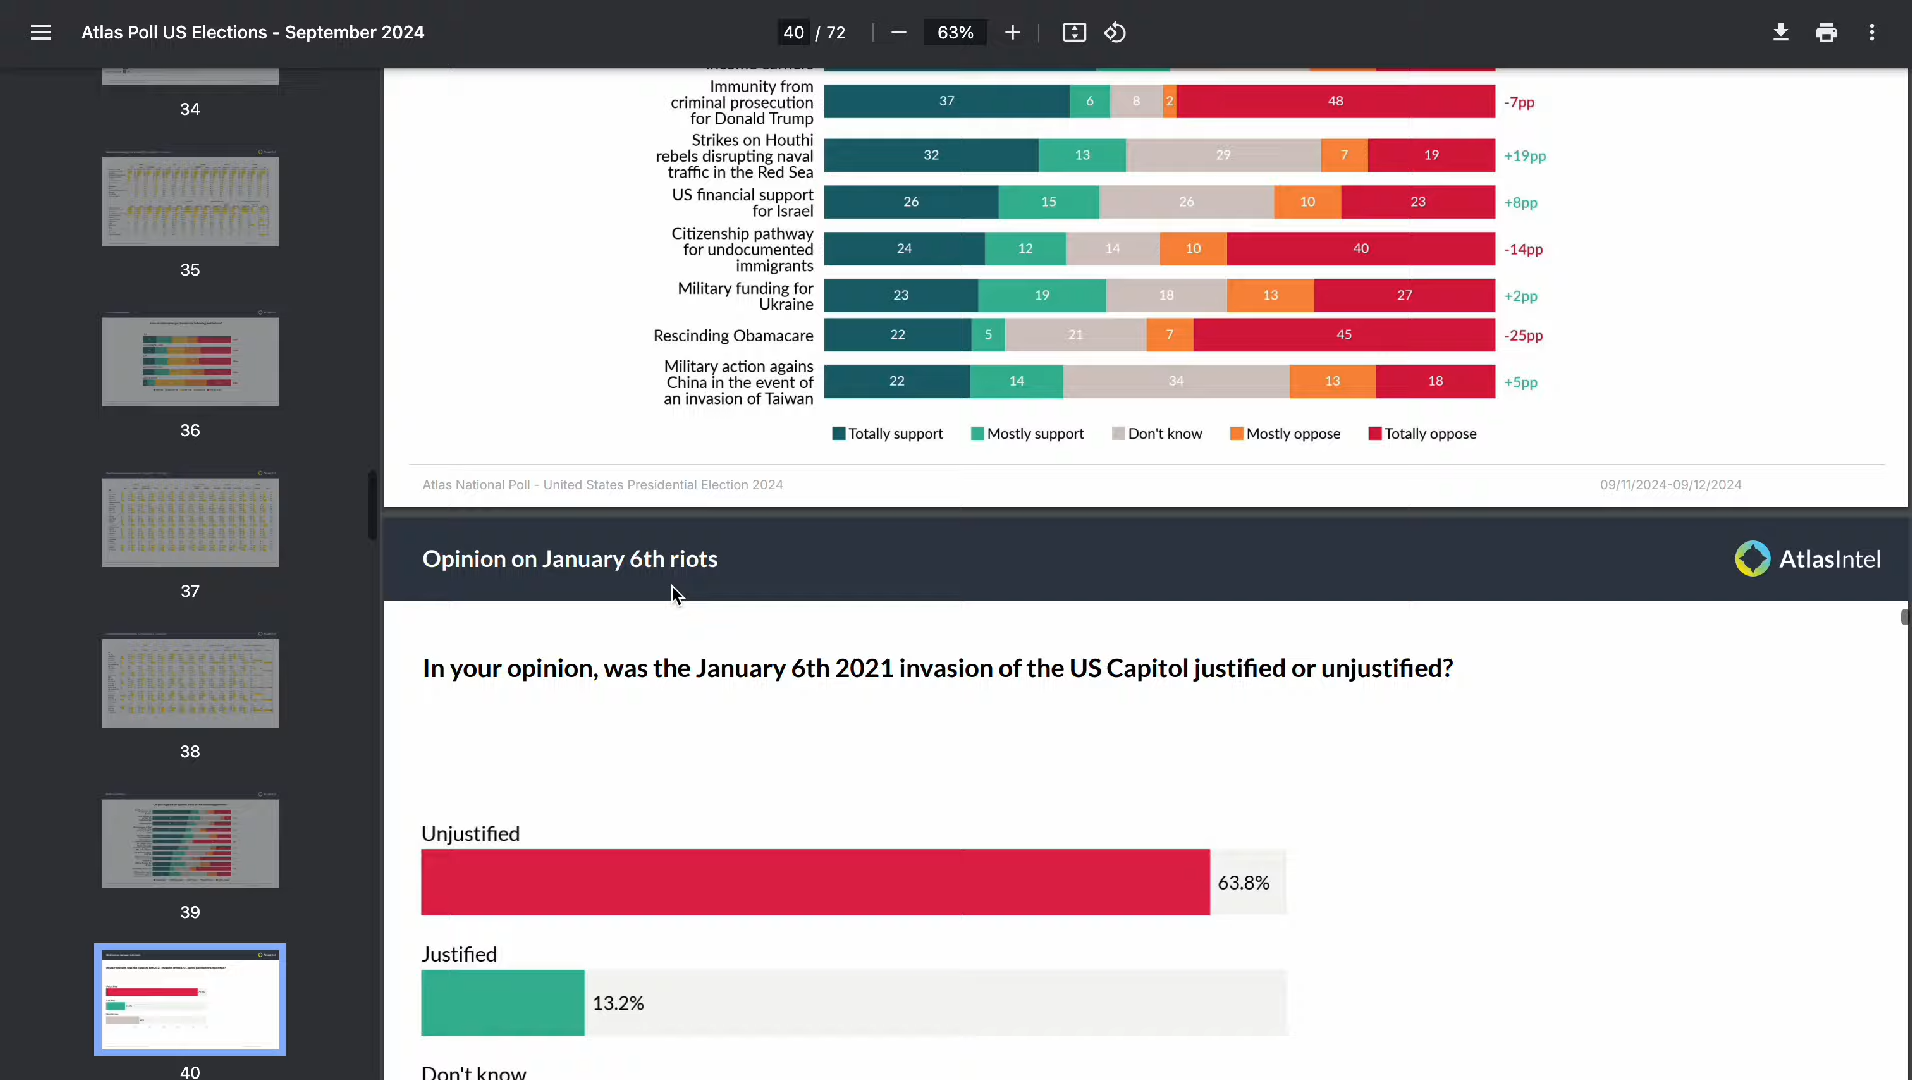 Atlas Poll US Elections - September 2024
40 / 72
63%
34
35
36
37
38
39
40
Immunity from
criminal prosecution
for Donald Trump
37 6 8 2 48 -7pp
Strikes on Houthi
rebels disrupting naval
traffic in the Red Sea
32 13 29 7 19 +19pp
US financial support
for Israel
26 15 26 10 23 +8pp
Citizenship pathway
for undocumented
immigrants
24 12 14 10 40 -14pp
Military funding for
Ukraine
23 19 18 13 27 +2pp
Rescinding Obamacare
22 5 21 7 45 -25pp
Military action agains
China in the event of
an invasion of Taiwan
22 14 34 13 18 +5pp
Totally support Mostly support Don't know Mostly oppose Totally oppose
Atlas National Poll - United States Presidential Election 2024
09/11/2024-09/12/2024
Opinion on January 6th riots
AtlasIntel
In your opinion, was the January 6th 2021 invasion of the US Capitol justified or unjustified?
Unjustified
63.8%
Justified
13.2%
Don't know